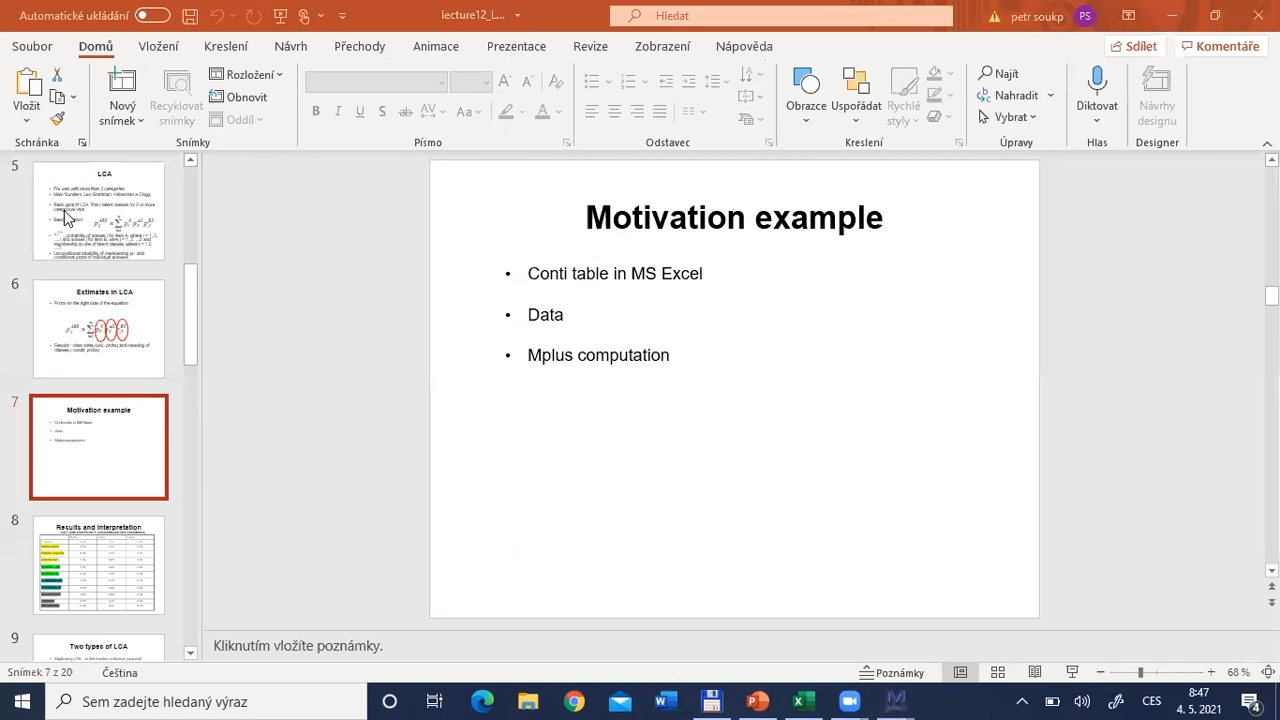 Automatické ukládání
lecture12_L...
Hledat
petr soukp
PS
Soubor
Domů
Vložení
Kreslení
Návrh
Přechody
Animace
Prezentace
Revize
Zobrazení
Nápověda
Sdílet
Komentáře
Vložit
Nový
snímek
Recyklovat
snímky
Rozložení
Obnovit
Oddíl
Obrazce
Uspořádat
Rychlé
styly
Najít
Nahradit
Vybrat
Diktovat
Návrhy
designu
Schránka
Snímky
Písmo
Odstavec
Kreslení
Úpravy
Hlas
Designer
5
LCA
6
Estimates in LCA
7
Motivation example
8
Results and interpretation
9
Two types of LCA
Motivation example
• Conti table in MS Excel
• Data
• Mplus computation
Kliknutím vložíte poznámky.
Snímek 7 z 20
Čeština
Poznámky
68 %
Sem zadejte hledaný výraz
CES
8:47
4. 5. 2021
4